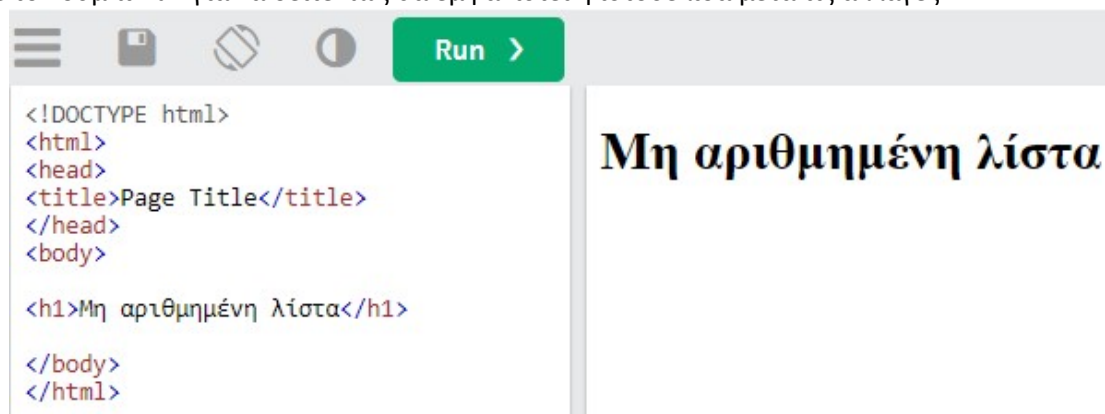 Run ❯
<!DOCTYPE html>
<html>
<head>
<title>Page Title</title>
</head>
<body>
<h1>Μη αριθμημένη λίστα</h1>
</body>
</html>
Μη αριθμημένη λίστα